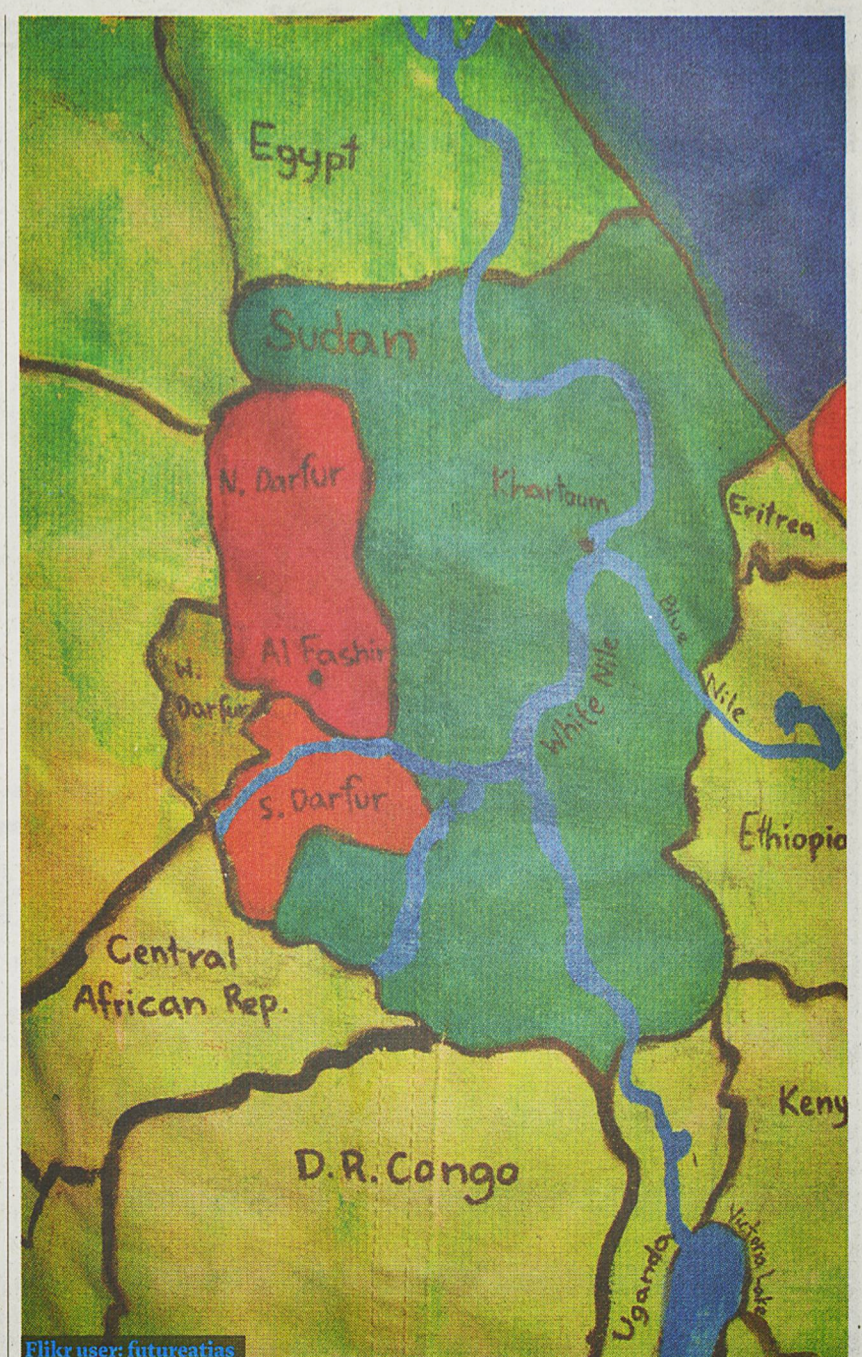 Egypt
Sudan
N. Darfur
Khartoum
Eritrea
Al Fashir
Blue
Nile
W.
Darfur
White Nile
S. Darfur
Ethiopia
Central
African Rep.
Keny
D.R. Congo
Uganda
Victoria Lake
Flikr user: futureatlas